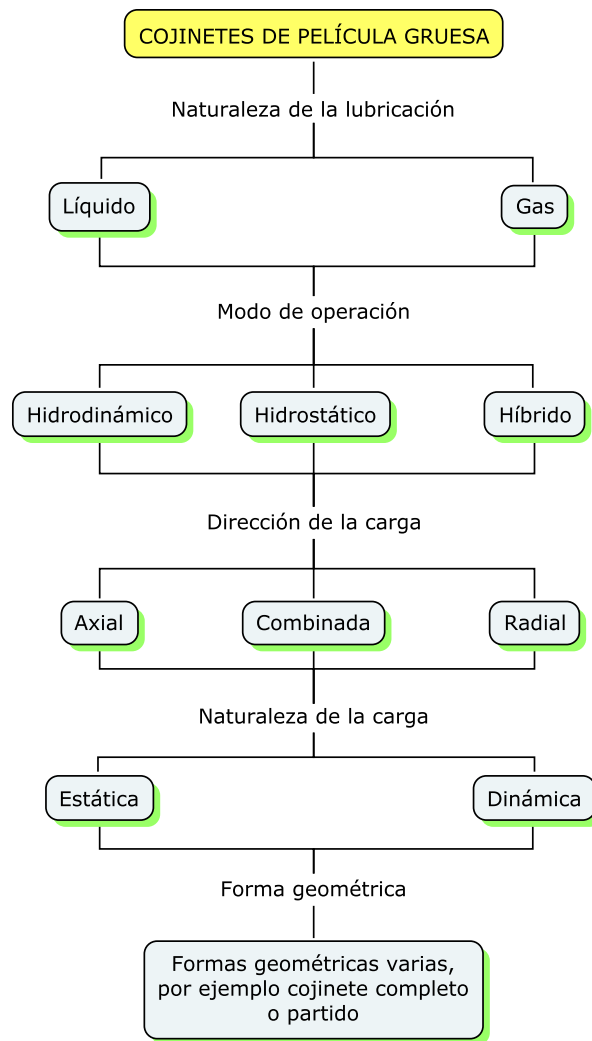 COJINETES DE PELÍCULA GRUESA
Naturaleza de la lubricación
Líquido
Gas
Modo de operación
Hidrodinámico
Hidrostático
Híbrido
Dirección de la carga
Axial
Combinada
Radial
Naturaleza de la carga
Estática
Dinámica
Forma geométrica
Formas geométricas varias,
por ejemplo cojinete completo
o partido